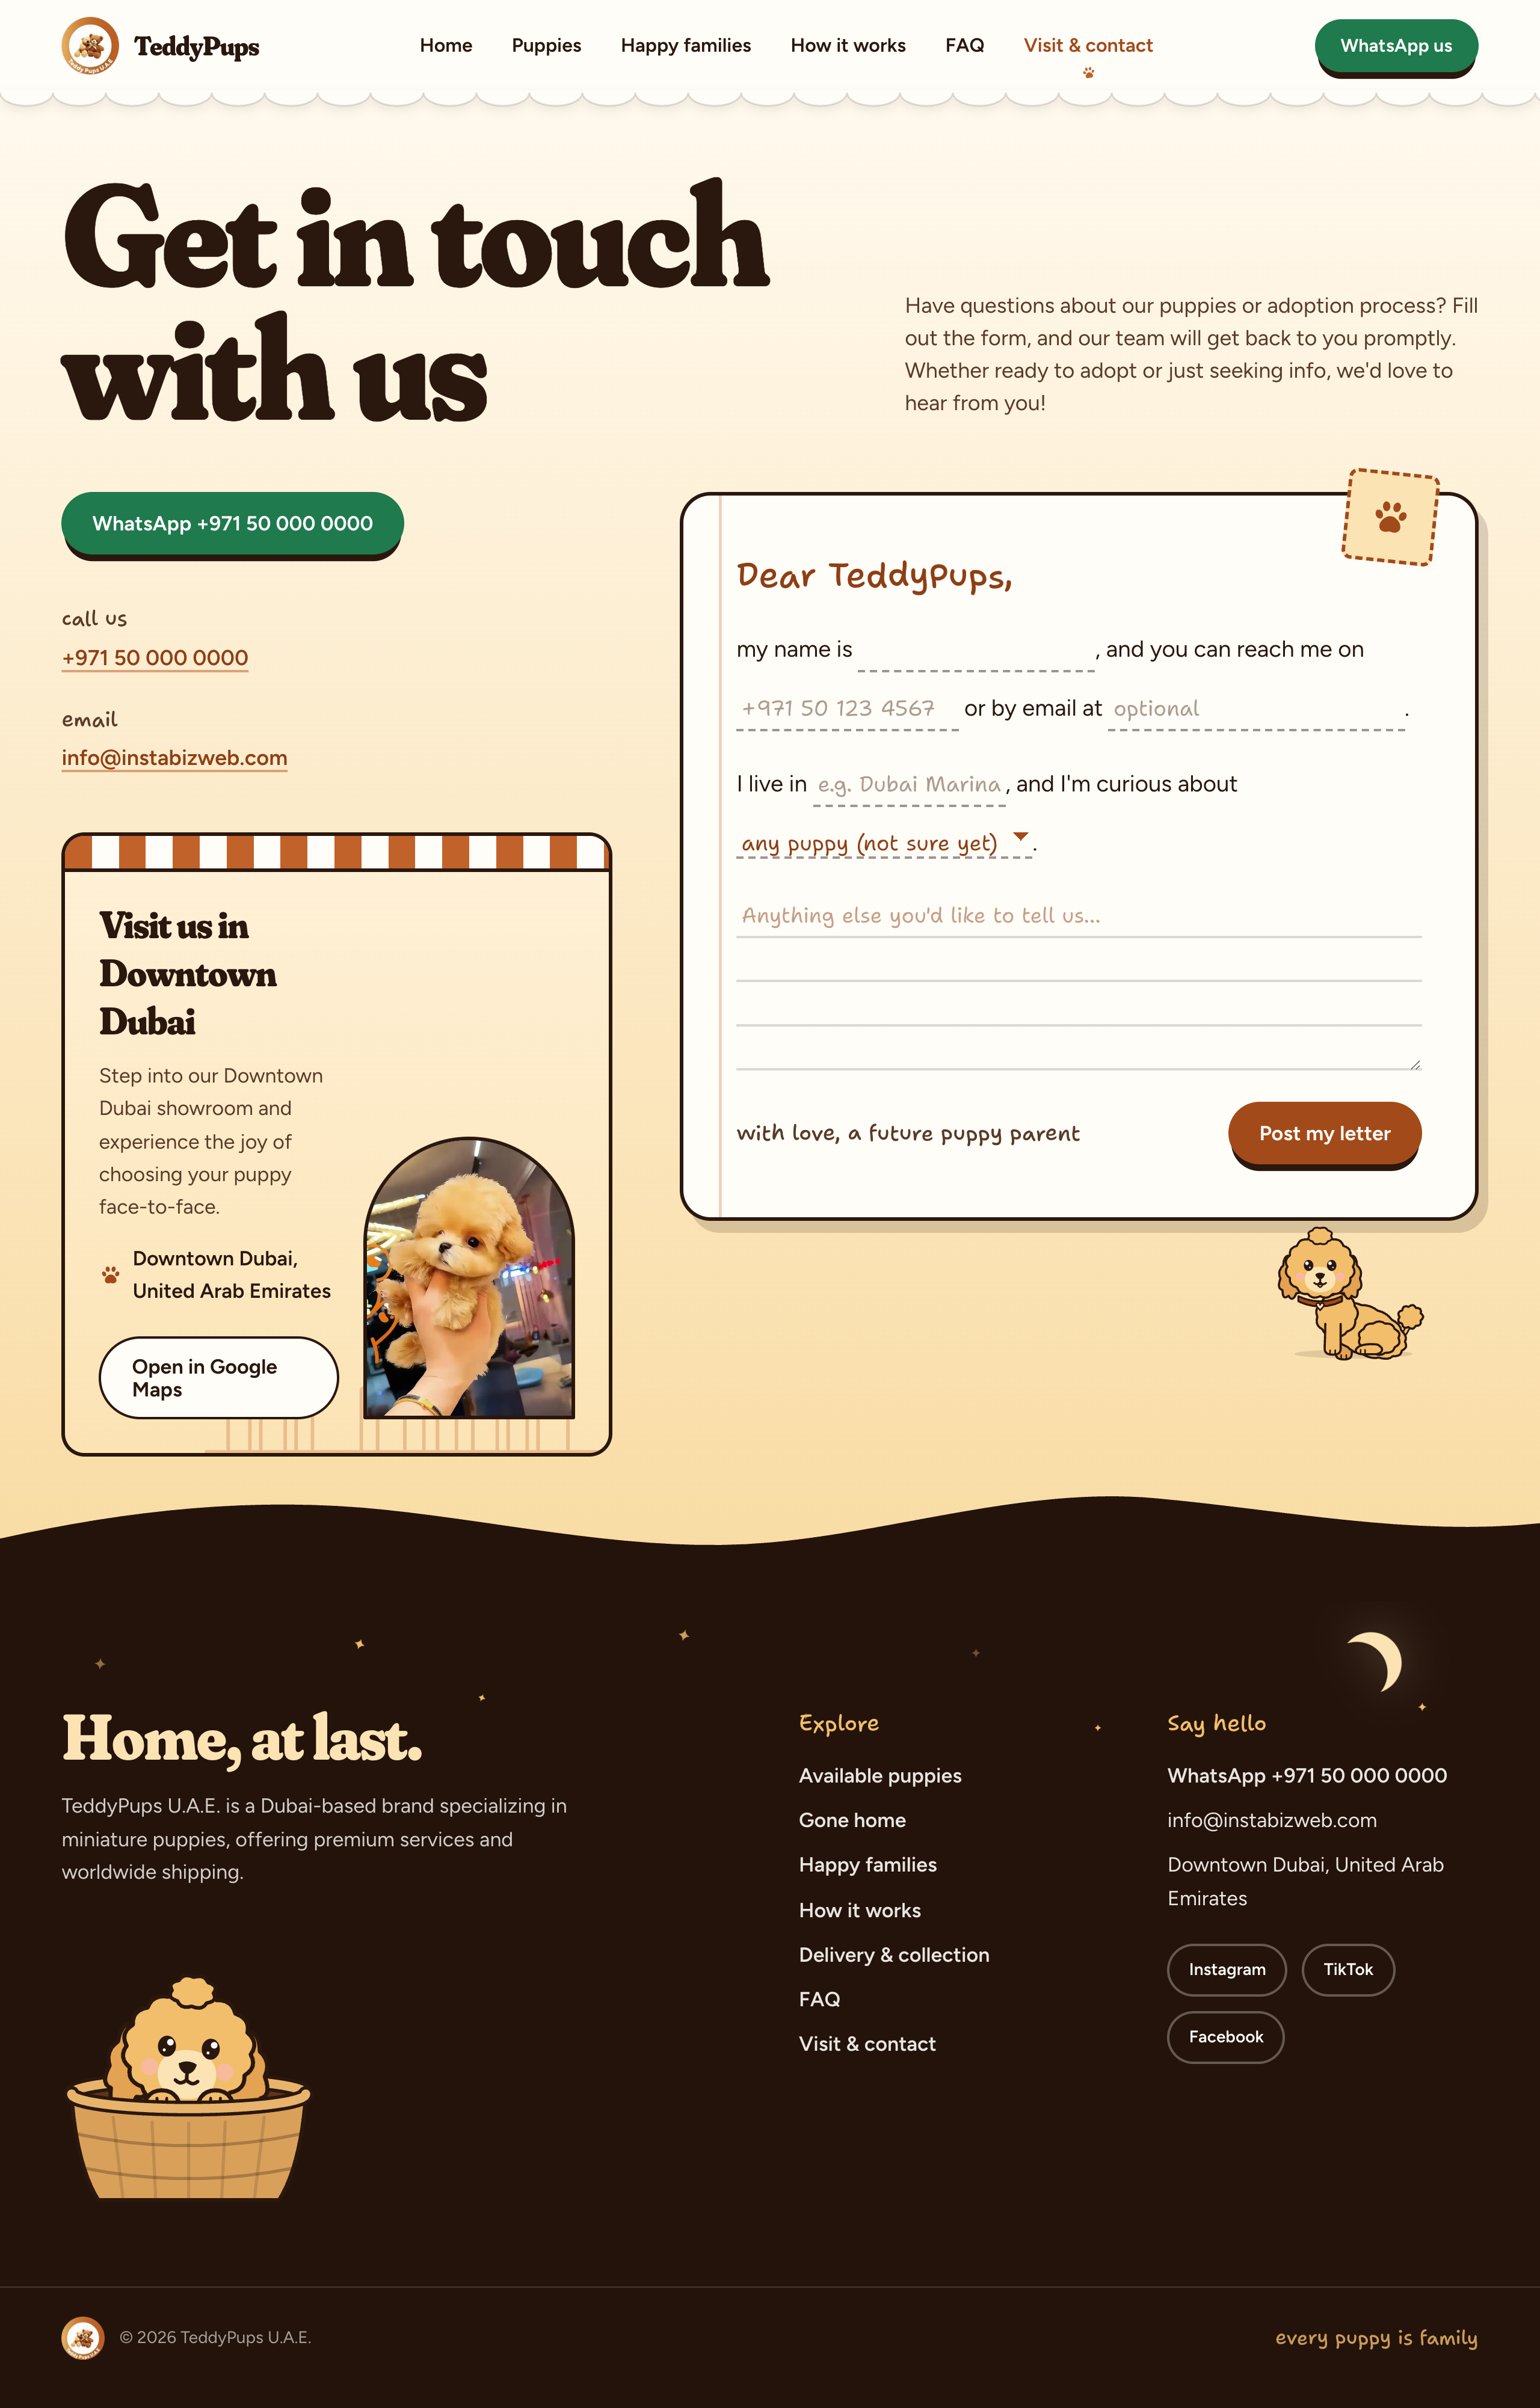 TeddyPups
Home
Puppies
Happy families
How it works
FAQ
Visit & contact
WhatsApp us
Get in touch
with us
Have questions about our puppies or adoption process? Fill
out the form, and our team will get back to you promptly.
Whether ready to adopt or just seeking info, we'd love to
hear from you!
WhatsApp +971 50 000 0000
call us
+971 50 000 0000
email
info@instabizweb.com
Visit us in
Downtown
Dubai
Step into our Downtown
Dubai showroom and
experience the joy of
choosing your puppy
face-to-face.
Downtown Dubai,
United Arab Emirates
Open in Google
Maps
Dear TeddyPups,
my name is , and you can reach me on
+971 50 123 4567 or by email at optional .
I live in e.g. Dubai Marina , and I'm curious about
any puppy (not sure yet) .
Anything else you'd like to tell us...
with love, a future puppy parent
Post my letter
Home, at last.
TeddyPups U.A.E. is a Dubai-based brand specializing in
miniature puppies, offering premium services and
worldwide shipping.
Explore
Available puppies
Gone home
Happy families
How it works
Delivery & collection
FAQ
Visit & contact
Say hello
WhatsApp +971 50 000 0000
info@instabizweb.com
Downtown Dubai, United Arab
Emirates
Instagram
TikTok
Facebook
© 2026 TeddyPups U.A.E.
every puppy is family